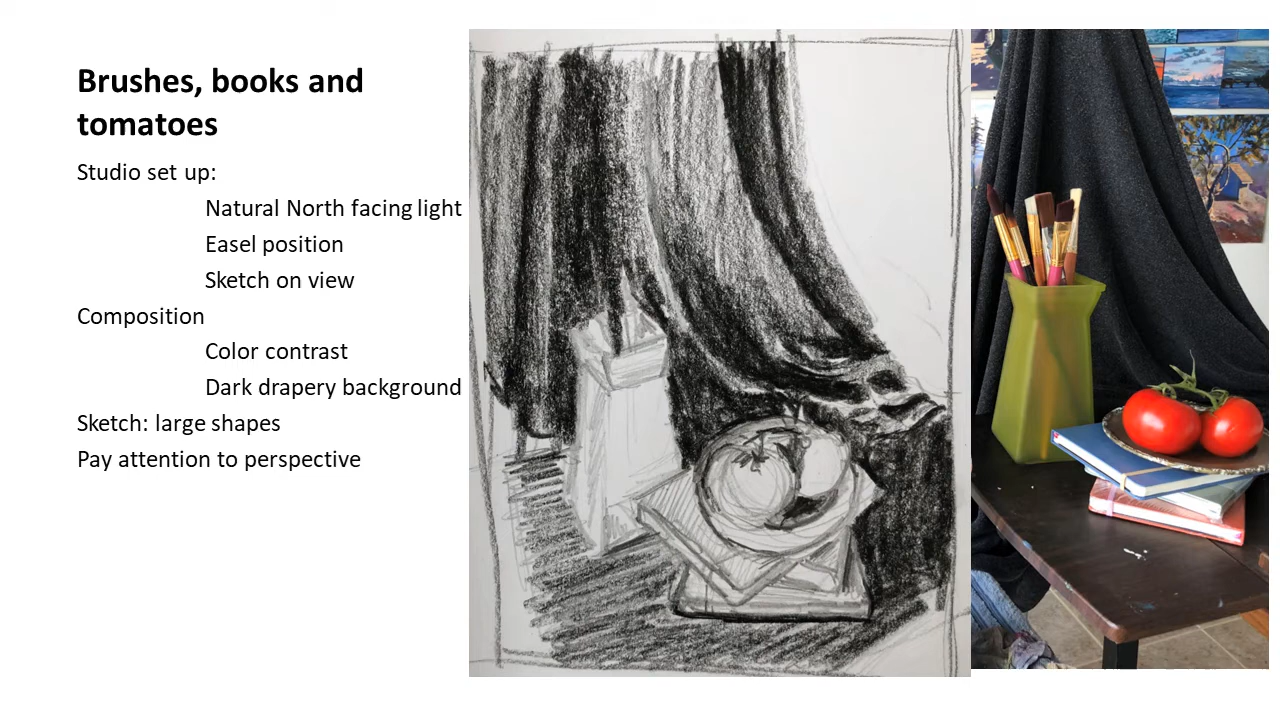 Brushes, books and
tomatoes
Studio set up:
Natural North facing light
Easel position
Sketch on view
Composition
Color contrast
Dark drapery background
Sketch: large shapes
Pay attention to perspective